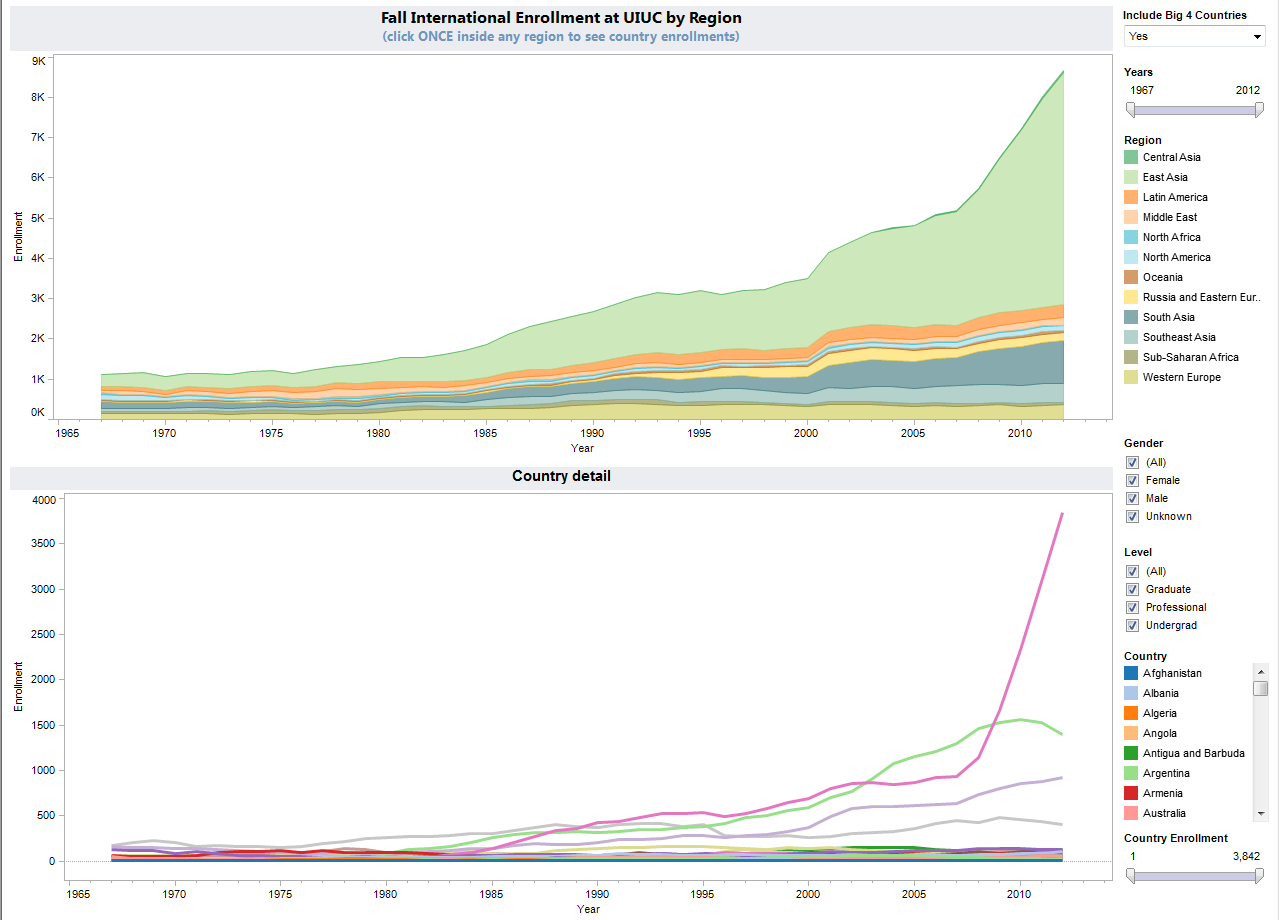 Fall International Enrollment at UIUC by Region
(click ONCE inside any region to see country enrollments)
9K
8K
7K
6K
5K
4K
3K
2K
1K
0K
Enrollment
1965 1970 1975 1980 1985 1990 1995 2000 2005 2010
Year
Country detail
4000
3500
3000
2500
2000
1500
1000
500
0
Enrollment
1965 1970 1975 1980 1985 1990 1995 2000 2005 2010
Year
Include Big 4 Countries
Yes
Years
1967 2012
Region
Central Asia
East Asia
Latin America
Middle East
North Africa
North America
Oceania
Russia and Eastern Eur..
South Asia
Southeast Asia
Sub-Saharan Africa
Western Europe
Gender
(All)
Female
Male
Unknown
Level
(All)
Graduate
Professional
Undergrad
Country
Afghanistan
Albania
Algeria
Angola
Antigua and Barbuda
Argentina
Armenia
Australia
Country Enrollment
1 3,842